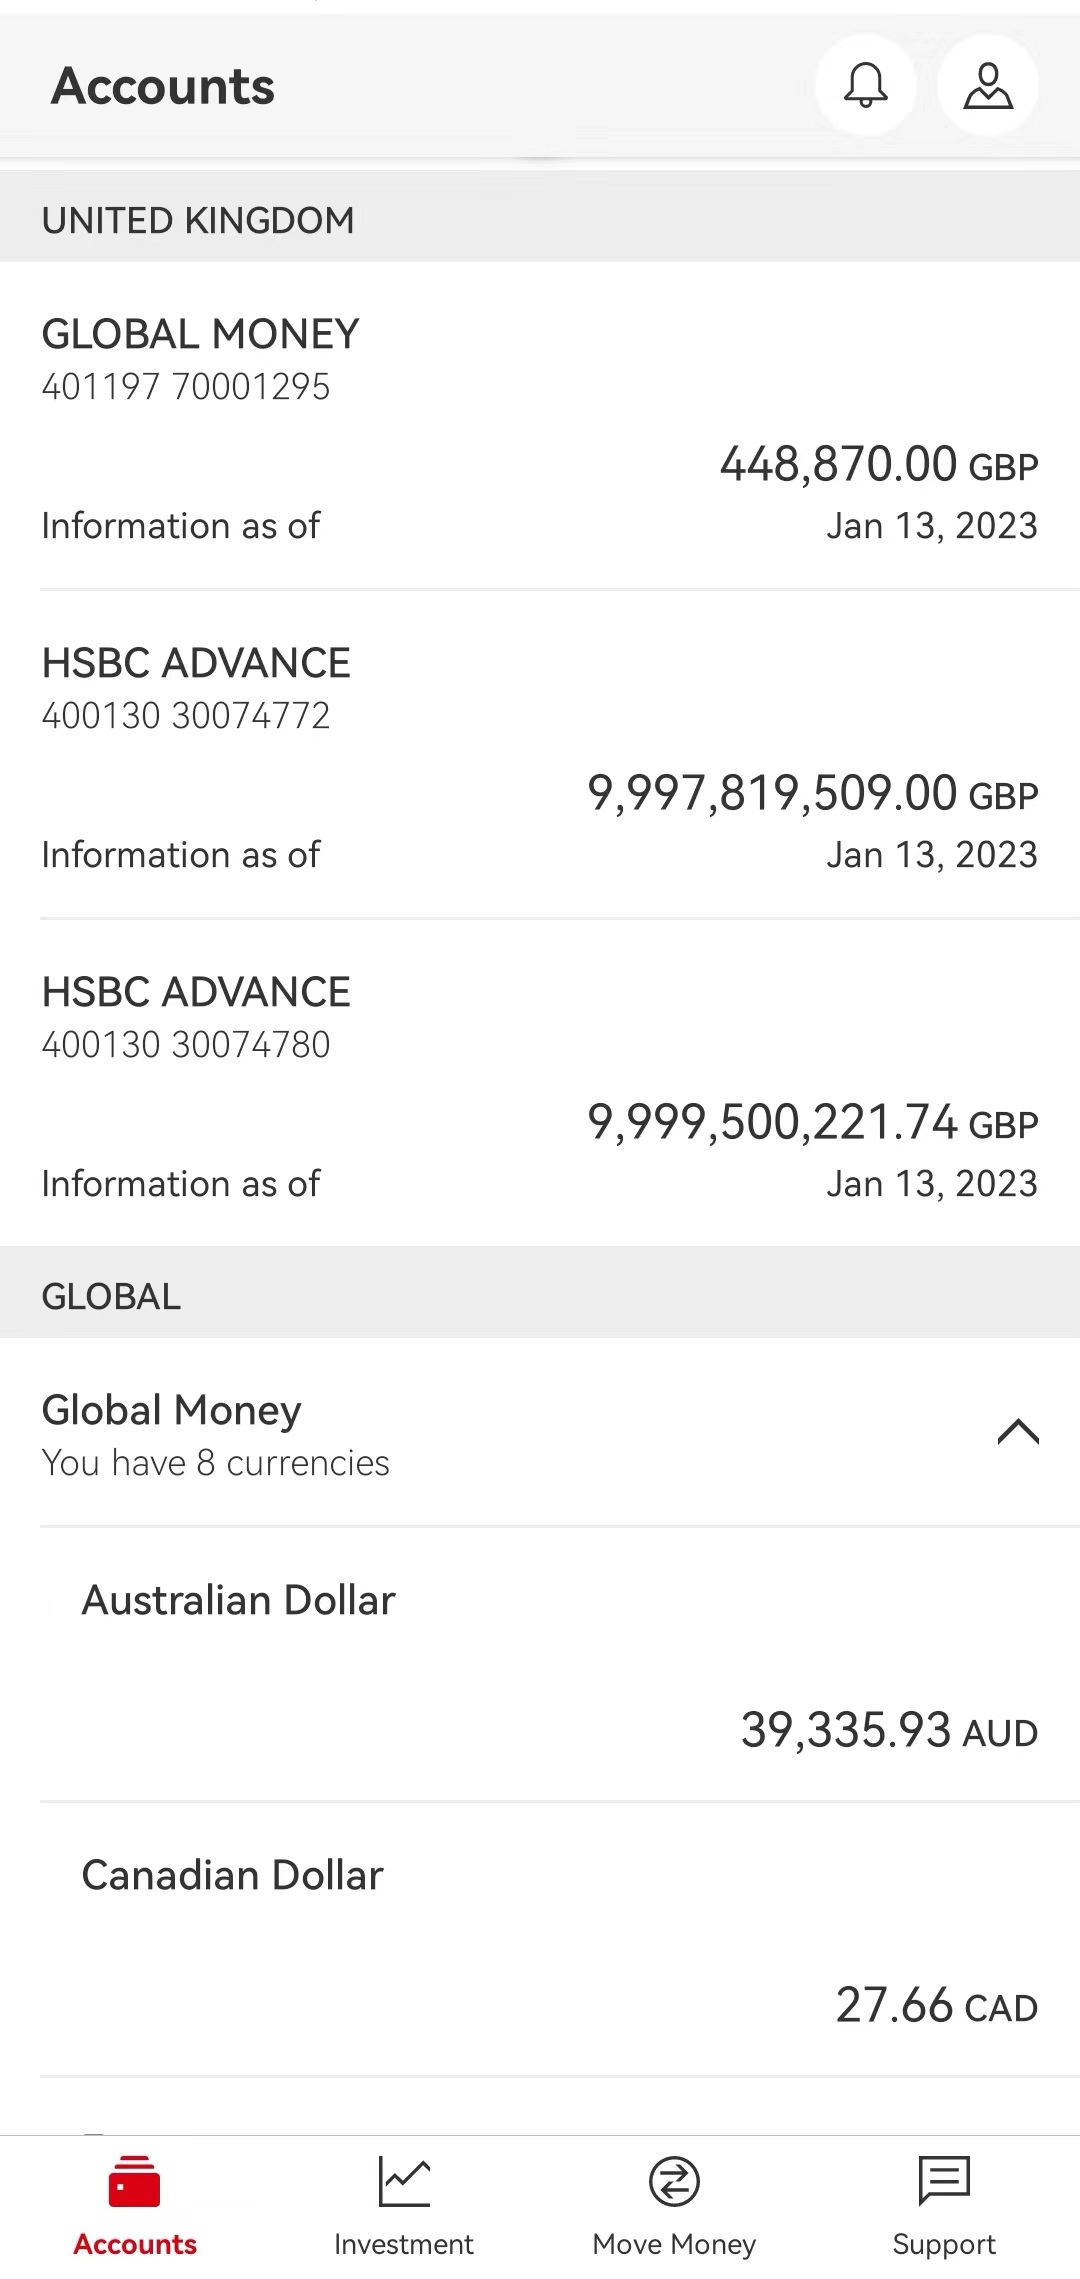 Accounts
UNITED KINGDOM
GLOBAL MONEY
401197 70001295
448,870.00 GBP
Information as of Jan 13, 2023
HSBC ADVANCE
400130 30074772
9,997,819,509.00 GBP
Information as of Jan 13, 2023
HSBC ADVANCE
400130 30074780
9,999,500,221.74 GBP
Information as of Jan 13, 2023
GLOBAL
Global Money
You have 8 currencies
Australian Dollar
39,335.93 AUD
Canadian Dollar
27.66 CAD
Accounts Investment Move Money Support